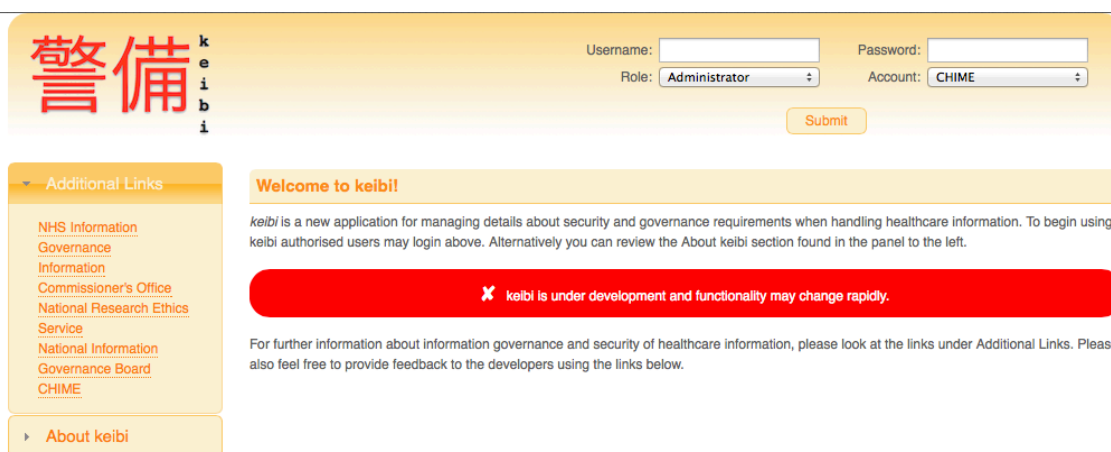 警備
keibi
Username:
Password:
Role: Administrator
Account: CHIME
Submit
Additional Links
NHS Information
Governance
Information
Commissioner's Office
National Research Ethics
Service
National Information
Governance Board
CHIME
About keibi
Welcome to keibi!
keibi is a new application for managing details about security and governance requirements when handling healthcare information. To begin using
keibi authorised users may login above. Alternatively you can review the About keibi section found in the panel to the left.
✘ keibi is under development and functionality may change rapidly.
For further information about information governance and security of healthcare information, please look at the links under Additional Links. Pleas
also feel free to provide feedback to the developers using the links below.